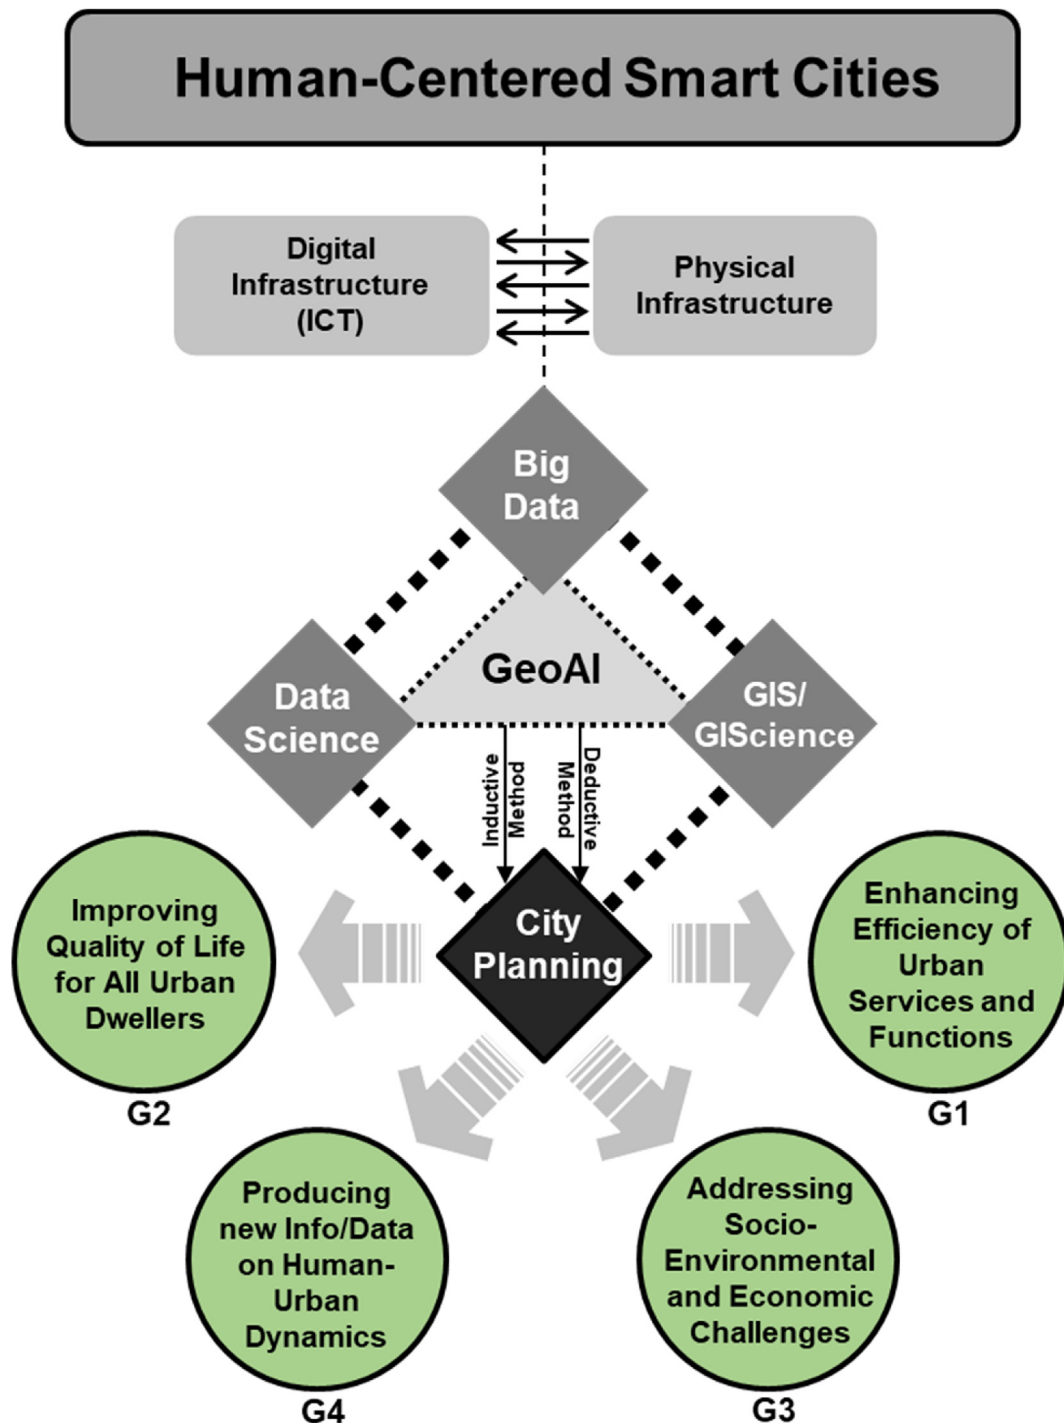 Human-Centered Smart Cities
Digital
Infrastructure
(ICT)
Physical
Infrastructure
Big
Data
GeoAI
Data
Science
GIS/
GIScience
Inductive
Method
Deductive
Method
City
Planning
Improving
Quality of Life
for All Urban
Dwellers
G2
Enhancing
Efficiency of
Urban
Services and
Functions
G1
Producing
new Info/Data
on Human-
Urban
Dynamics
G4
Addressing
Socio-
Environmental
and Economic
Challenges
G3